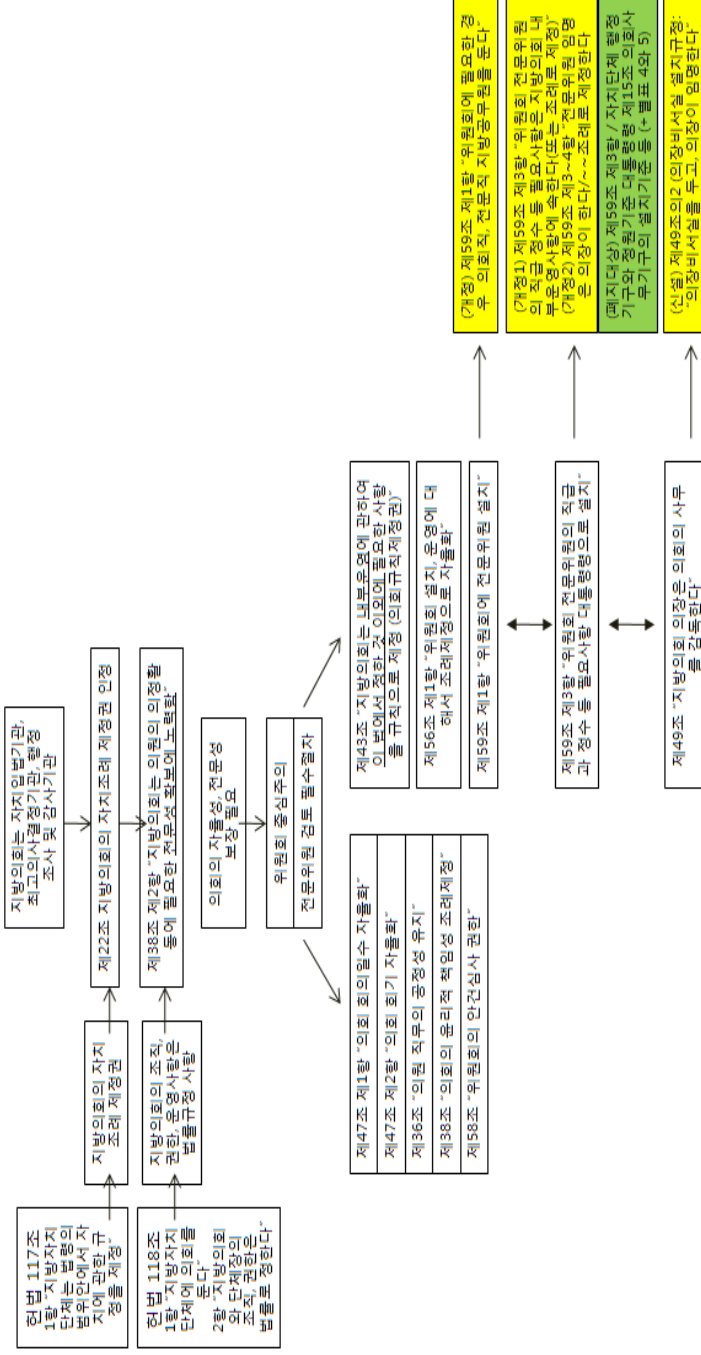 헌법 117조
1항 "지방자치
단체는 법령의
범위안에서 자
치에 관한 규
정을 제정"
헌법 118조
1항 "지방자치
단체에 의회를
둔다"
2항 "지방의회
와 단체장의
조직, 권한은
법률로 정한다"
지방의회의 자치
조례 제정권
지방의회의 조직,
권한, 운영사항은
법률규정 사항
지방의회는 자치입법기관,
최고의사결정기관, 행정
조사 및 감사기관
제22조 지방의회의 자치조례 제정권 인정
제38조 제2항 "지방의회는 의원의 의정활
동에 필요한 전문성 확보에 노력함"
의회의 자율성, 전문성
보장 필요
위원회 중심주의
전문위원 검토 필수절차
제47조 제1항 "의회 회의일수 자율화"
제47조 제2항 "의회 회기 자율화"
제36조 "의원 직무의 공정성 유지"
제38조 "의회의 윤리적 책임성 조례제정"
제58조 "위원회의 안건심사 권한"
제43조 "지방의회는 내부운영에 관하여
이 법에서 정한 것 이외에 필요한 사항
을 규칙으로 제정 (의회규칙제정권)"
제56조 제1항 "위원회 설치, 운영에 대
해서 조례제정으로 자율화"
제59조 제1항 "위원회에 전문위원 설치"
제59조 제3항 "위원회 전문위원의 직급
과 정수 등 필요사항 대통령령으로 설치"
제49조 "지방의회 의장은 의회의 사무
를 감독한다"
(개정) 제59조 제1항 "위원회에 필요한 경
우 의회직, 전문직 지방공무원을 둔다"
(개정1) 제59조 제3항 "위원회 전문위원
의 직급 정수 등 필요사항은 지방의회 내
부운영사항에 속한다(또는 조례로 제정)"
(개정2) 제59조 제3~4항 "전문위원 임명
은 의장이 한다/~~조례로 제정한다
(폐지대상) 제59조 제3항 / 자치단체 행정
기구와 정원기준 대통령령 제15조 의회사
무기구의 설치기준 등 (+ 별표 4와 5)
(신설) 제49조의2 (의장비서실 설치규정:
"의장비서실을 두고, 의장이 임명한다"